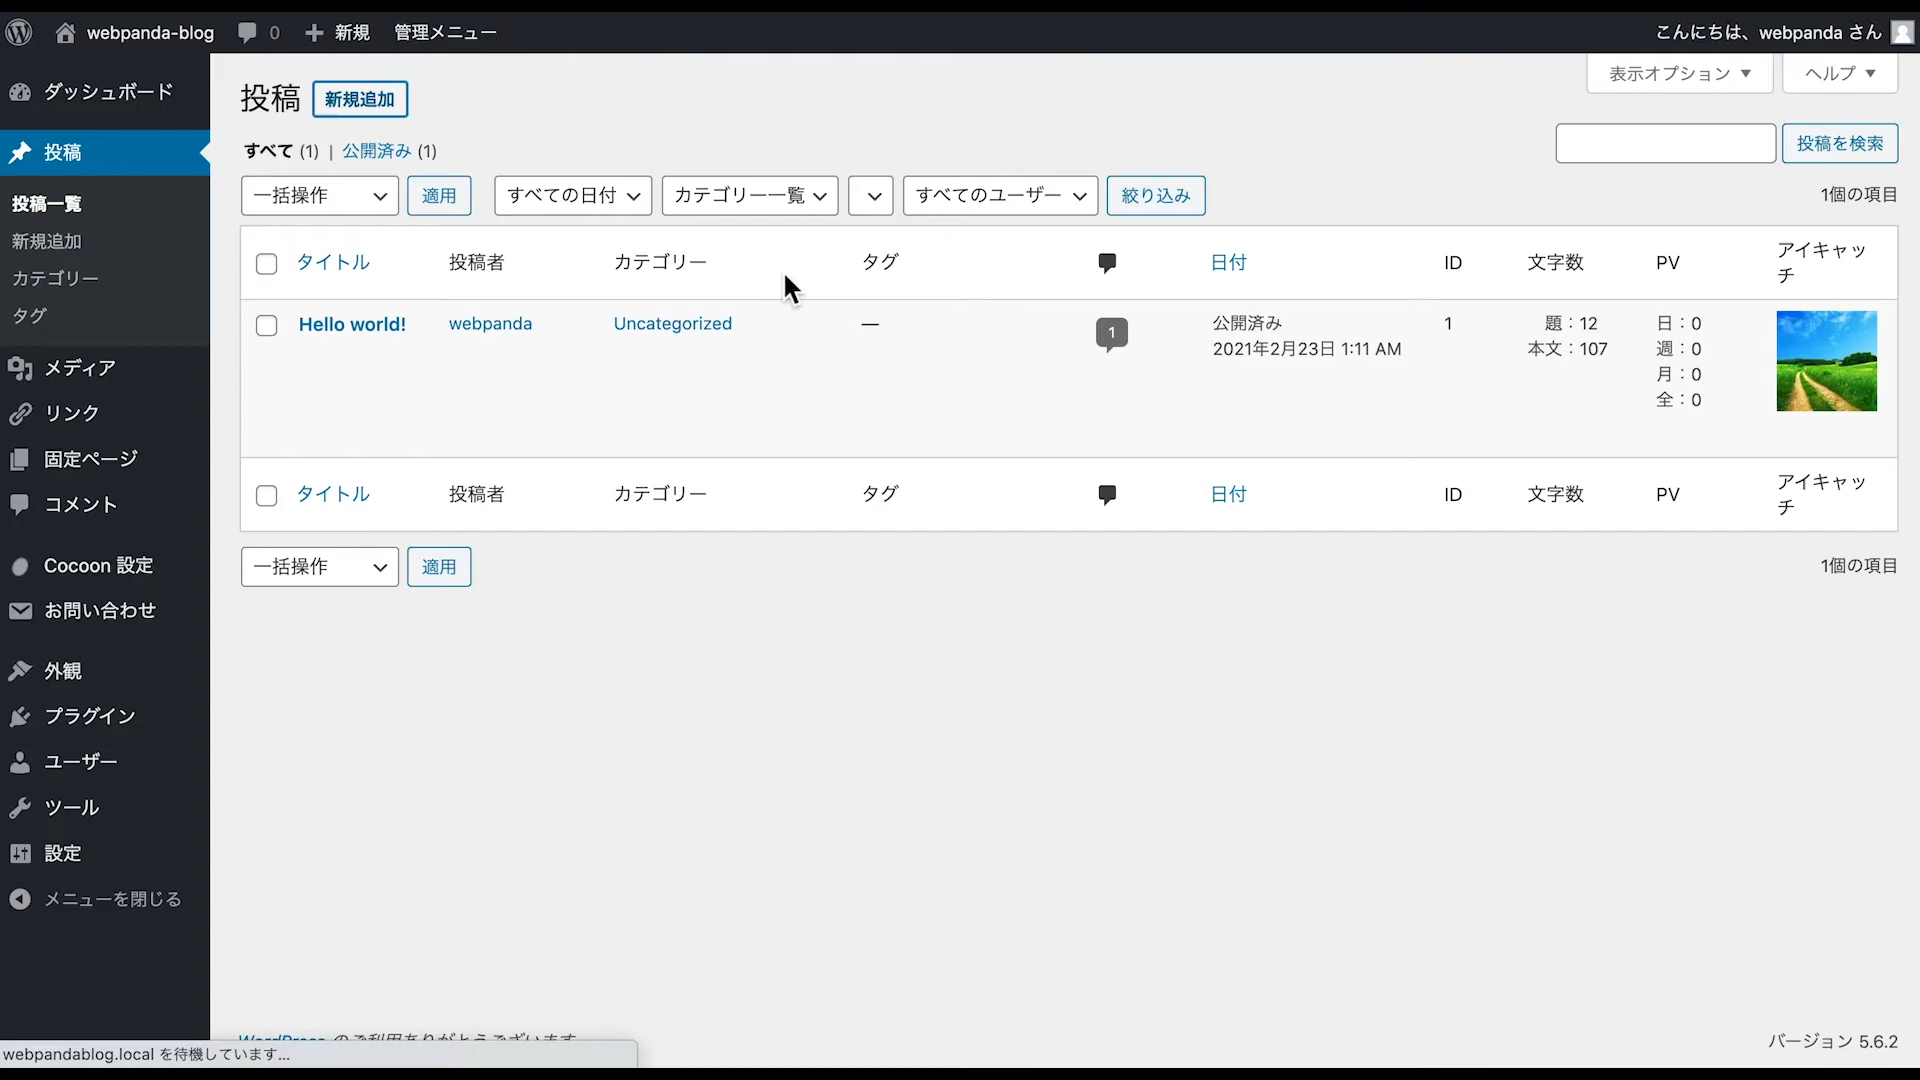 webpanda-blog 0 新規 管理メニュー こんにちは、webpanda さん
ダッシュボード
投稿
投稿一覧
新規追加
カテゴリー
タグ
メディア
リンク
固定ページ
コメント
Cocoon 設定
お問い合わせ
外観
プラグイン
ユーザー
ツール
設定
メニューを閉じる
表示オプション ▼ ヘルプ ▼
投稿 新規追加
すべて (1) | 公開済み (1)
投稿を検索
一括操作 適用 すべての日付 カテゴリー一覧 すべてのユーザー 絞り込み 1個の項目
タイトル 投稿者 カテゴリー タグ 日付 ID 文字数 PV アイキャッ
チ
Hello world! webpanda Uncategorized — 1 公開済み 1 題：12 日：0
2021年2月23日 1:11 AM 本文：107 週：0
月：0
全：0
タイトル 投稿者 カテゴリー タグ 日付 ID 文字数 PV アイキャッ
チ
一括操作 適用 1個の項目
WordPress のご利用ありがとうございます バージョン 5.6.2
webpandablog.local を待機しています...